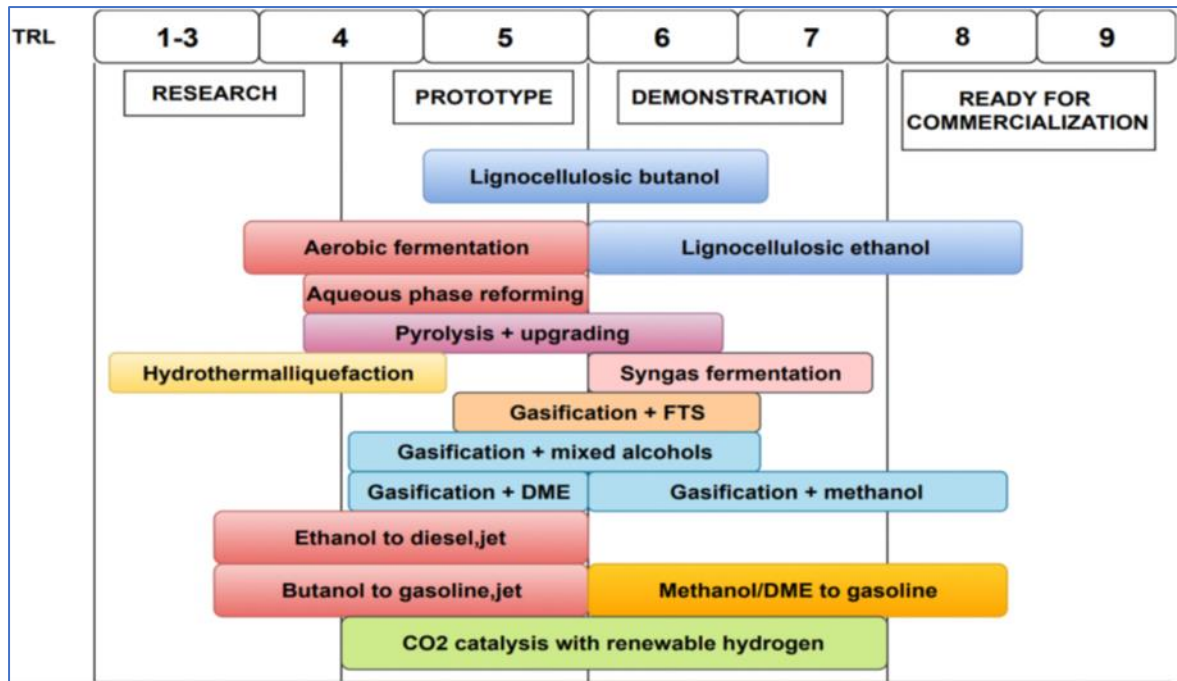 TRL 1-3 4 5 6 7 8 9
RESEARCH PROTOTYPE DEMONSTRATION READY FOR
COMMERCIALIZATION
Lignocellulosic butanol
Aerobic fermentation Lignocellulosic ethanol
Aqueous phase reforming
Pyrolysis + upgrading
Hydrothermalliquefaction Syngas fermentation
Gasification + FTS
Gasification + mixed alcohols
Gasification + DME Gasification + methanol
Ethanol to diesel,jet
Butanol to gasoline,jet Methanol/DME to gasoline
CO2 catalysis with renewable hydrogen